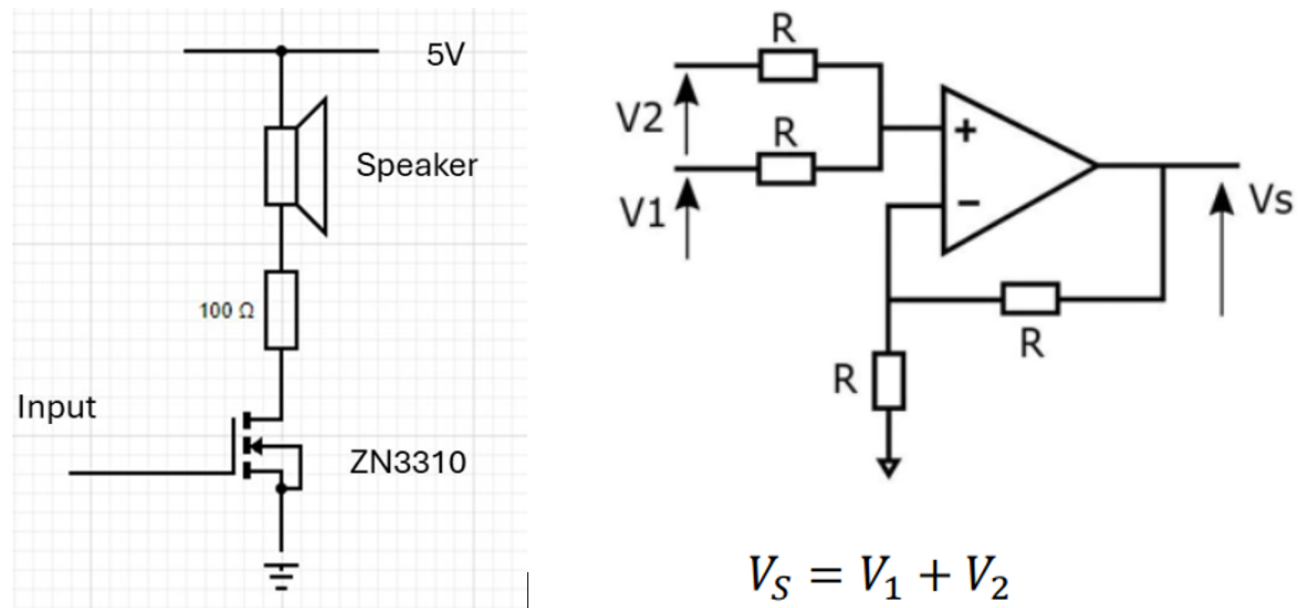 5V
Speaker
100 Ω
Input
ZN3310
R
V2
R
V1
+
−
Vs
R
R
V_S = V_1 + V_2